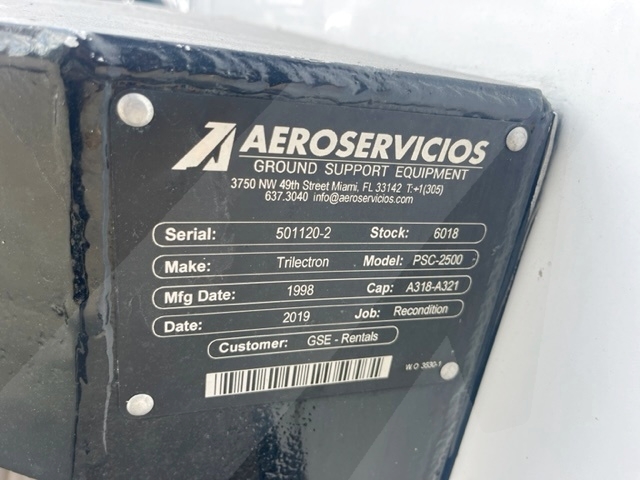 AEROSERVICIOS
GROUND SUPPORT EQUIPMENT
3750 NW 49th Street Miami, FL 33142 T:+1(305)
637.3040 info@aeroservicios.com
Serial: 501120-2 Stock: 6018
Make: Trilectron Model: PSC-2500
Mfg Date: 1998 Cap: A318-A321
Date: 2019 Job: Recondition
Customer: GSE - Rentals
W.O 3530-1